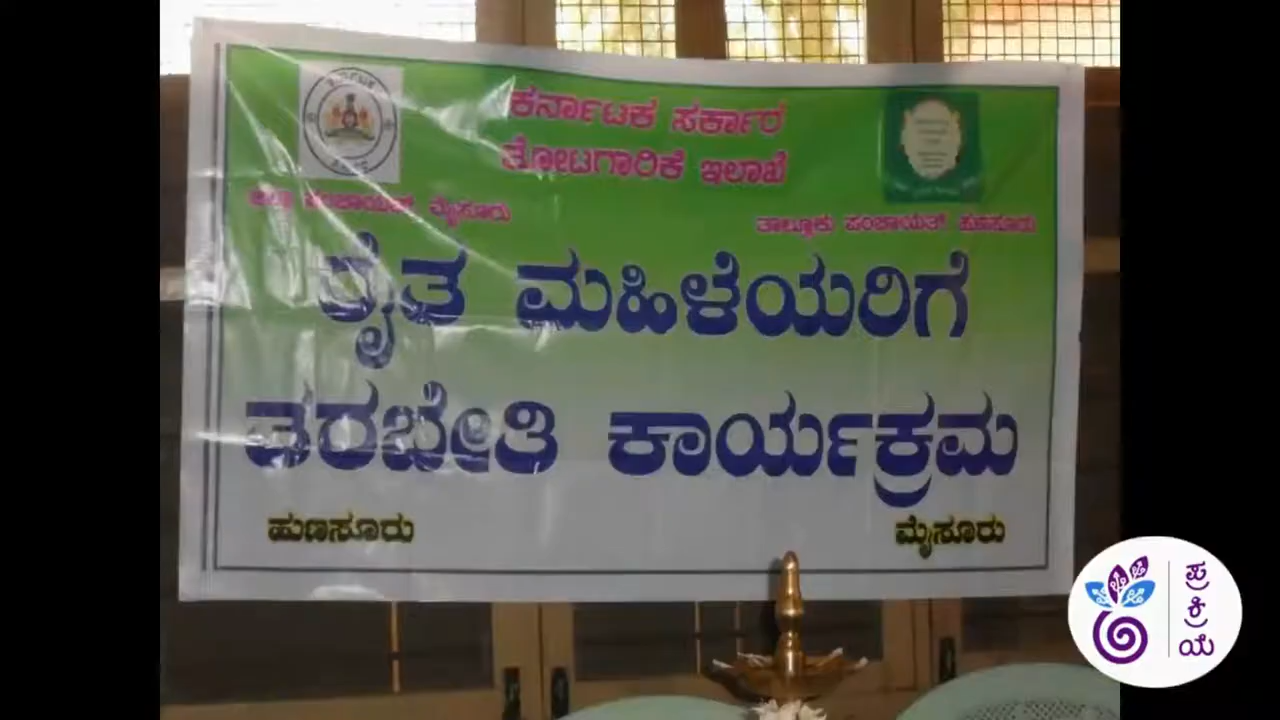 ಕರ್ನಾಟಕ ಸರ್ಕಾರ
ತೋಟಗಾರಿಕೆ ಇಲಾಖೆ
ಜಿಲ್ಲಾ ಪಂಚಾಯತ್ ಮೈಸೂರು
ತಾಲ್ಲೂಕು ಪಂಚಾಯತ್ ಹುಣಸೂರು
ರೈತ ಮಹಿಳೆಯರಿಗೆ
ತರಬೇತಿ ಕಾರ್ಯಕ್ರಮ
ಹುಣಸೂರು
ಮೈಸೂರು
ಪ್ರಕ್ರಿಯೆ